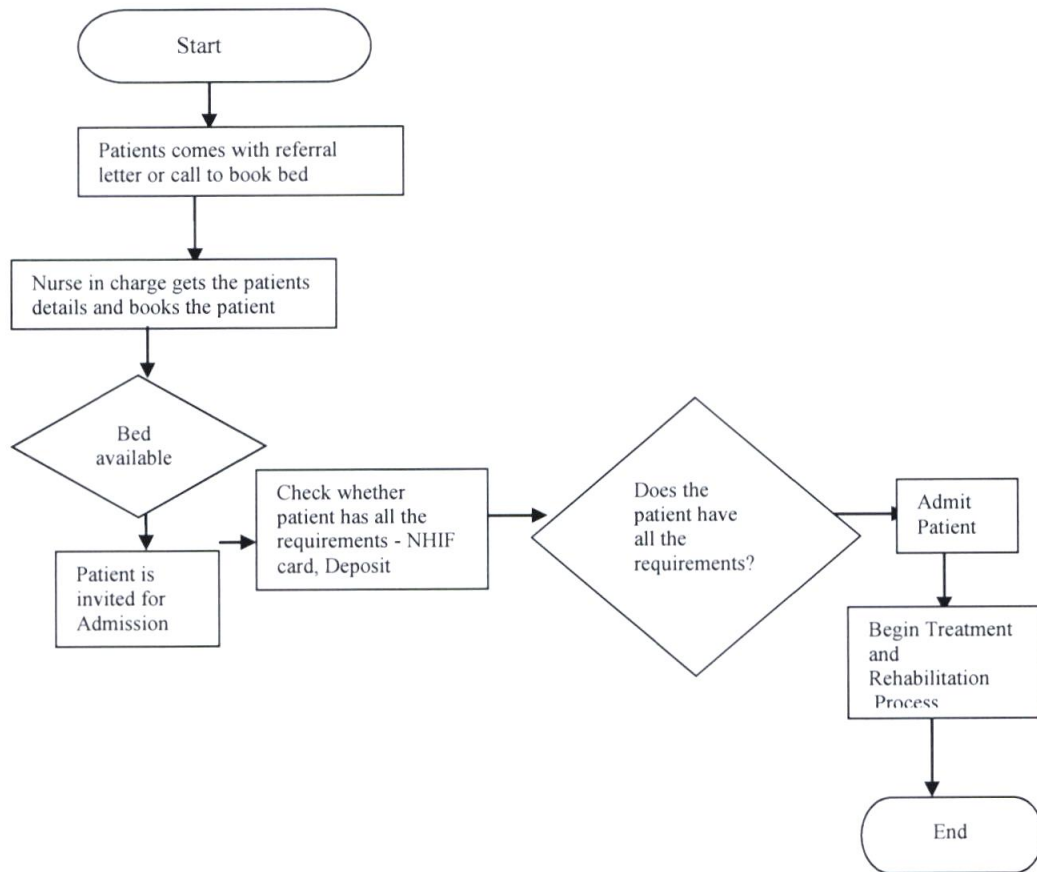 Start
Patients comes with referral
letter or call to book bed
Nurse in charge gets the patients
details and books the patient
Bed
available
Patient is
invited for
Admission
Check whether
patient has all the
requirements - NHIF
card, Deposit
Does the
patient have
all the
requirements?
Admit
Patient
Begin Treatment
and
Rehabilitation
Process
End